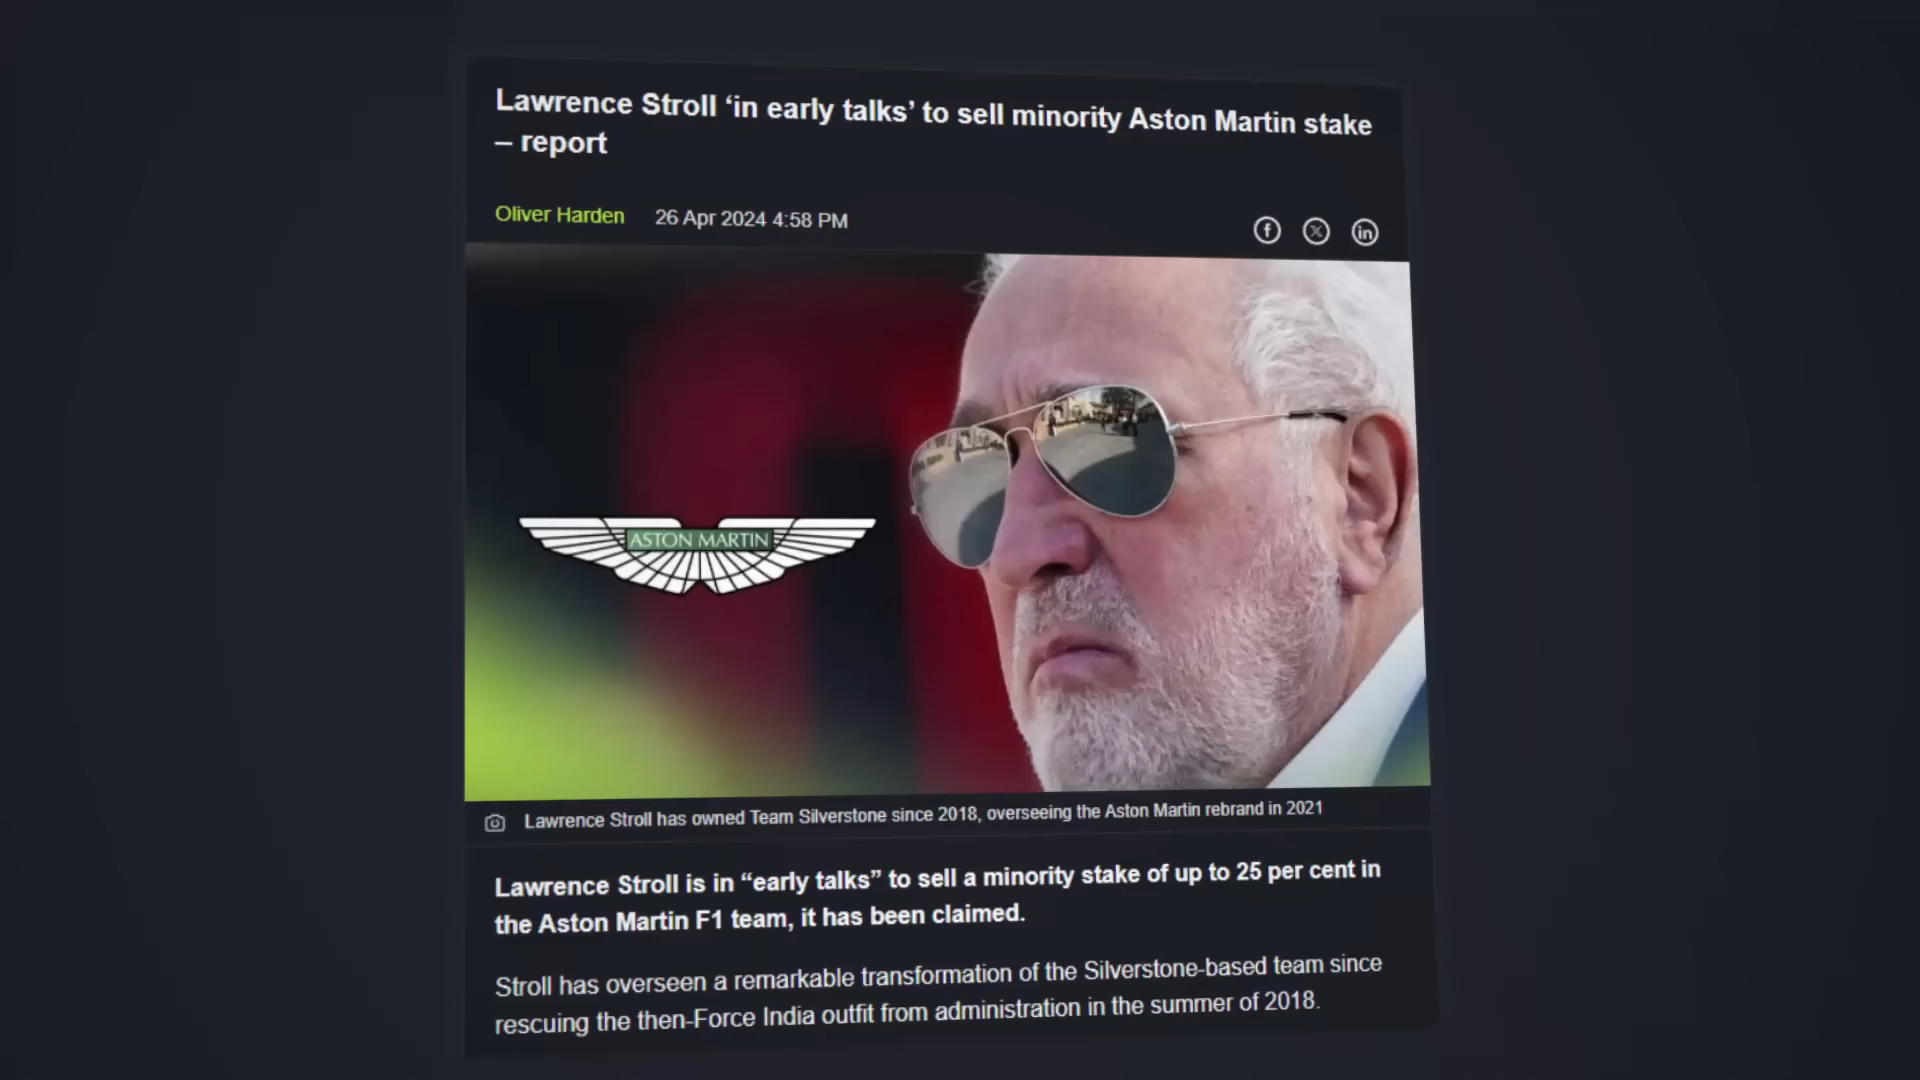 Lawrence Stroll ‘in early talks’ to sell minority Aston Martin stake
– report
Oliver Harden 26 Apr 2024 4:58 PM
ASTON MARTIN
Lawrence Stroll has owned Team Silverstone since 2018, overseeing the Aston Martin rebrand in 2021
Lawrence Stroll is in “early talks” to sell a minority stake of up to 25 per cent in
the Aston Martin F1 team, it has been claimed.
Stroll has overseen a remarkable transformation of the Silverstone-based team since
rescuing the then-Force India outfit from administration in the summer of 2018.